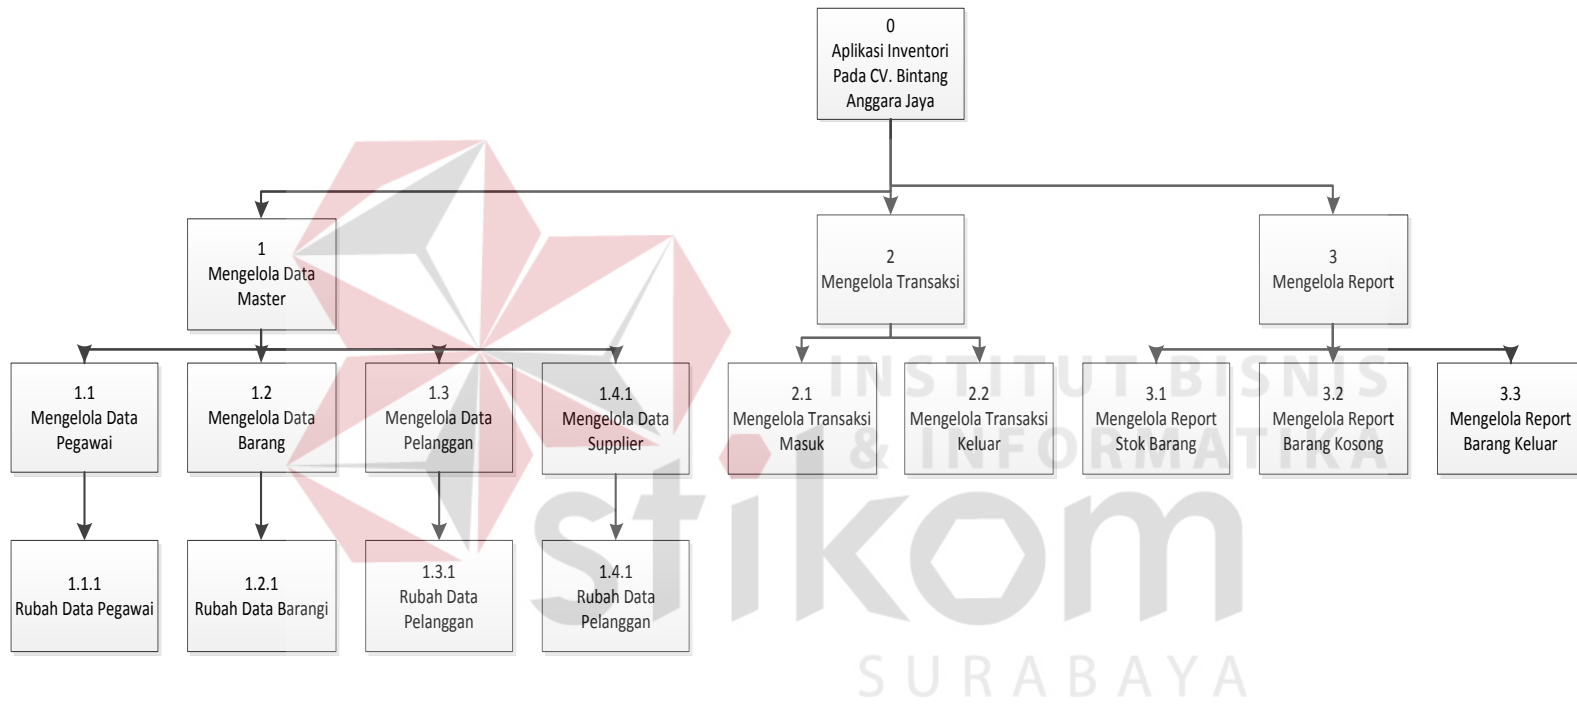 0
Aplikasi Inventori
Pada CV. Bintang
Anggara Jaya
1
Mengelola Data
Master
2
Mengelola Transaksi
3
Mengelola Report
1.1
Mengelola Data
Pegawai
1.2
Mengelola Data
Barang
1.3
Mengelola Data
Pelanggan
1.4.1
Mengelola Data
Supplier
2.1
Mengelola Transaksi
Masuk
2.2
Mengelola Transaksi
Keluar
3.1
Mengelola Report
Stok Barang
3.2
Mengelola Report
Barang Kosong
3.3
Mengelola Report
Barang Keluar
1.1.1
Rubah Data Pegawai
1.2.1
Rubah Data Barangi
1.3.1
Rubah Data
Pelanggan
1.4.1
Rubah Data
Pelanggan
INSTITUT BISNIS
& INFORMATIKA
stikom
SURABAYA